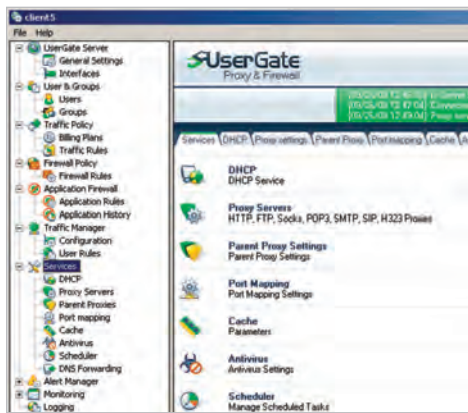 client5
File Help
UserGate Server
General Settings
Interfaces
User & Groups
Users
Groups
Traffic Policy
Billing Plans
Traffic Rules
Firewall Policy
Firewall Rules
Application Firewall
Application Rules
Application History
Traffic Manager
Configuration
User Rules
Services
DHCP
Proxy Servers
Parent Proxies
Port mapping
Cache
Antivirus
Scheduler
DNS Forwarding
Alert Manager
Monitoring
Logging
UserGate
Proxy & Firewall
Services DHCP Proxy settings Parent Proxy Port mapping Cache
DHCP
DHCP Service
Proxy Servers
HTTP, FTP, Socks, POP3, SMTP, SIP, H323 Proxies
Parent Proxy Settings
Parent Proxy Settings
Port Mapping
Port Mapping Settings
Cache
Parameters
Antivirus
Antivirus Settings
Scheduler
Manage Scheduled Tasks